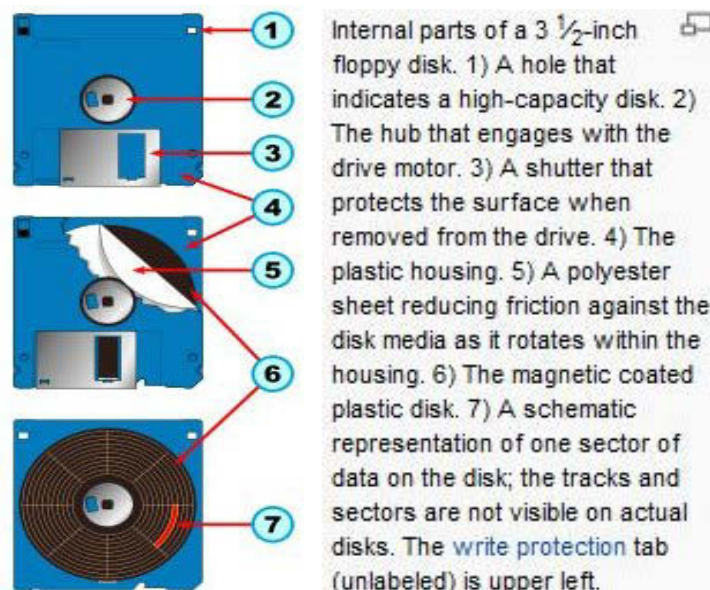 1
2
3
4
5
6
7
Internal parts of a 3 1/2-inch
floppy disk. 1) A hole that
indicates a high-capacity disk. 2)
The hub that engages with the
drive motor. 3) A shutter that
protects the surface when
removed from the drive. 4) The
plastic housing. 5) A polyester
sheet reducing friction against the
disk media as it rotates within the
housing. 6) The magnetic coated
plastic disk. 7) A schematic
representation of one sector of
data on the disk; the tracks and
sectors are not visible on actual
disks. The write protection tab
(unlabeled) is upper left.